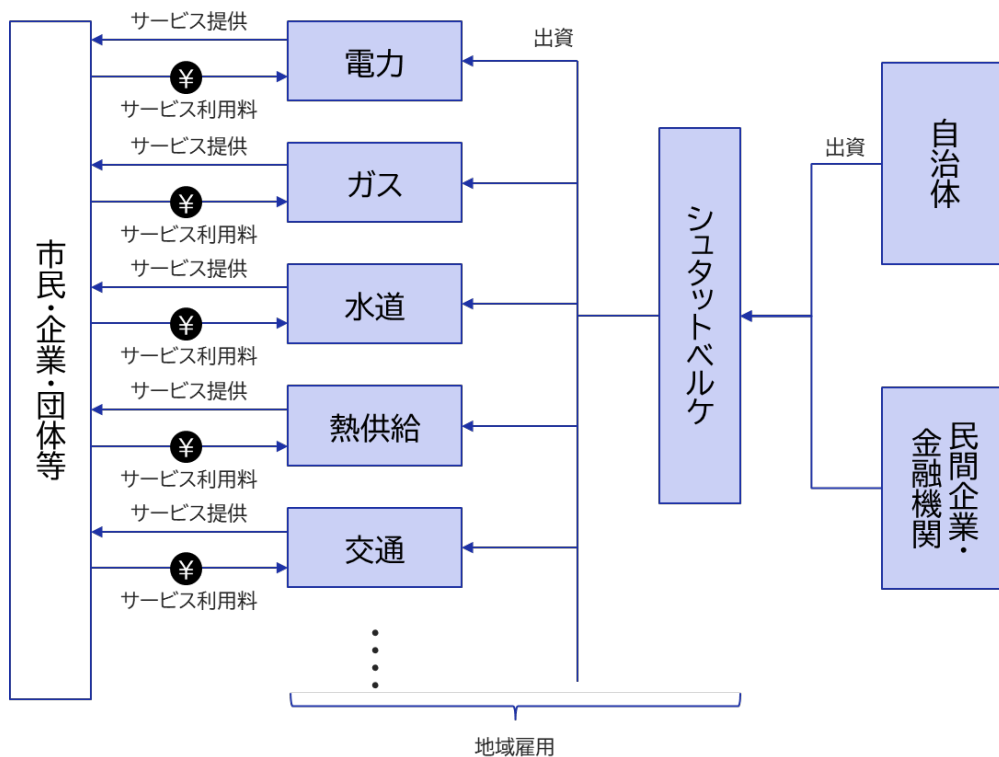 サービス提供
¥
サービス利用料
電力
サービス提供
¥
サービス利用料
ガス
サービス提供
¥
サービス利用料
水道
サービス提供
¥
サービス利用料
熱供給
サービス提供
¥
サービス利用料
交通
市民・企業・団体等
出資
シュタットベルケ
出資
自治体
民間企業・
金融機関
地域雇用